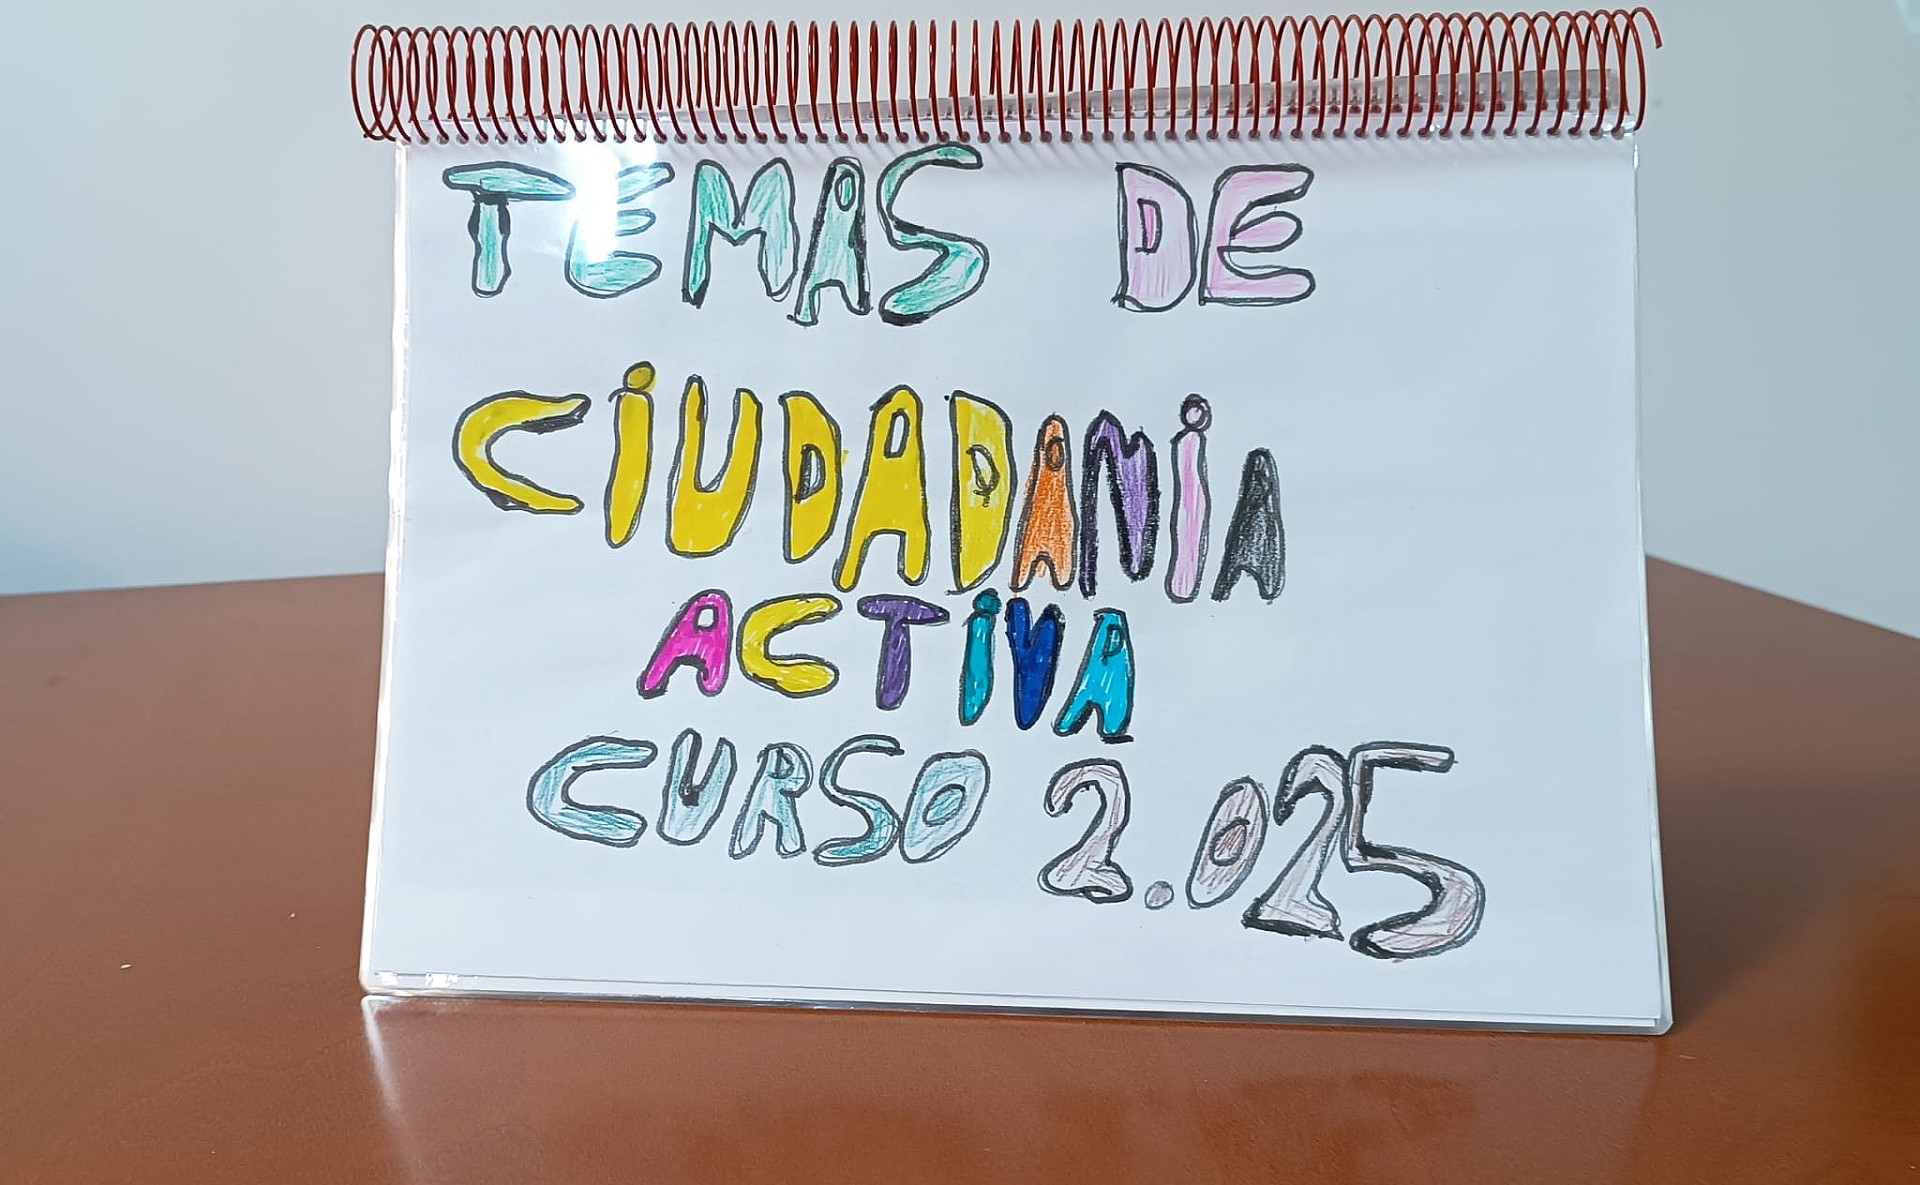 TEMAS DE
CiUDADANiA
ACTiVA
CURSO 2.025